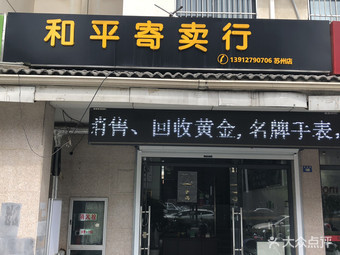 和平寄卖行
13912790706 苏州店
销售、回收黄金,名牌手表,
大众点评